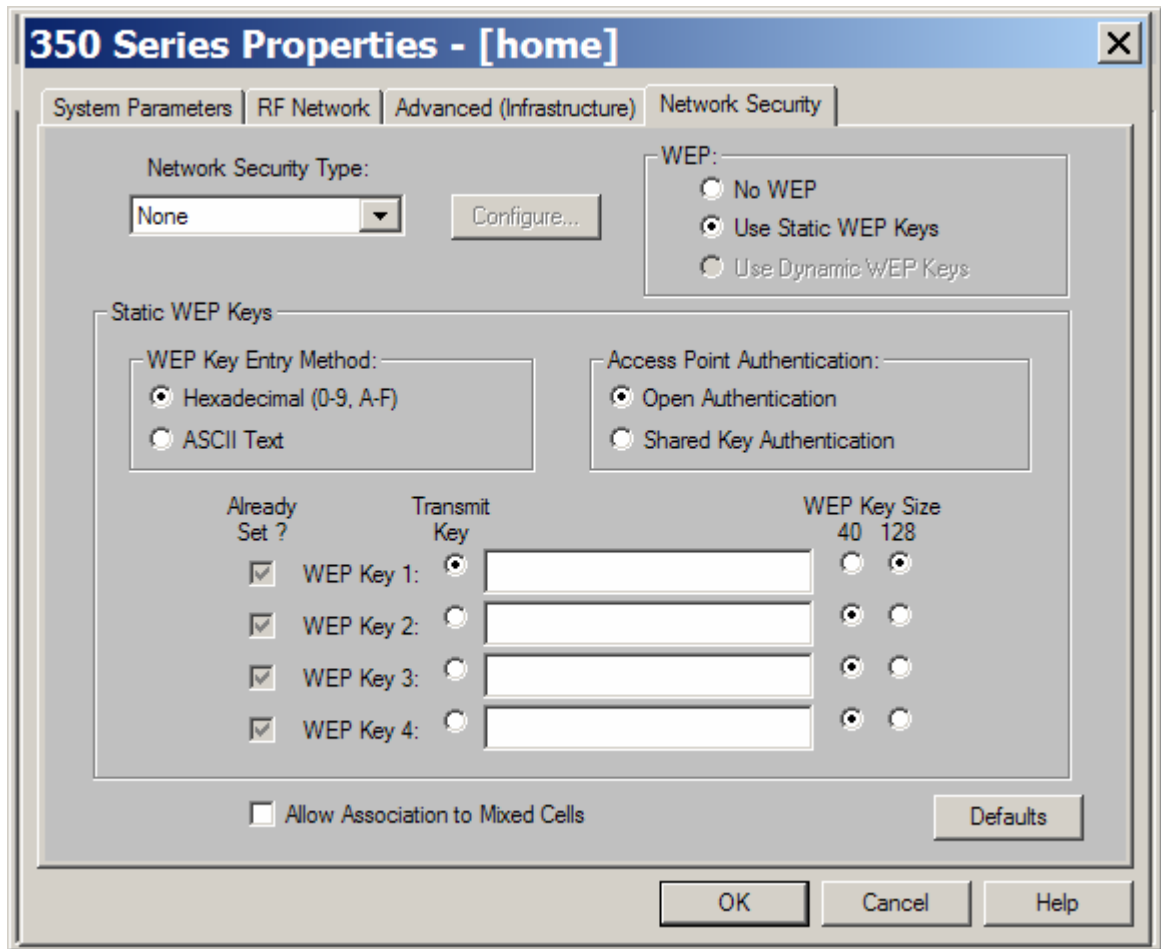 350 Series Properties - [home]
System Parameters RF Network Advanced (Infrastructure) Network Security
Network Security Type:
None
Configure...
WEP:
No WEP
Use Static WEP Keys
Use Dynamic WEP Keys
Static WEP Keys
WEP Key Entry Method:
Hexadecimal (0-9, A-F)
ASCII Text
Access Point Authentication:
Open Authentication
Shared Key Authentication
Already
Set ?
Transmit
Key
WEP Key Size
40 128
WEP Key 1:
WEP Key 2:
WEP Key 3:
WEP Key 4:
Allow Association to Mixed Cells
Defaults
OK Cancel Help